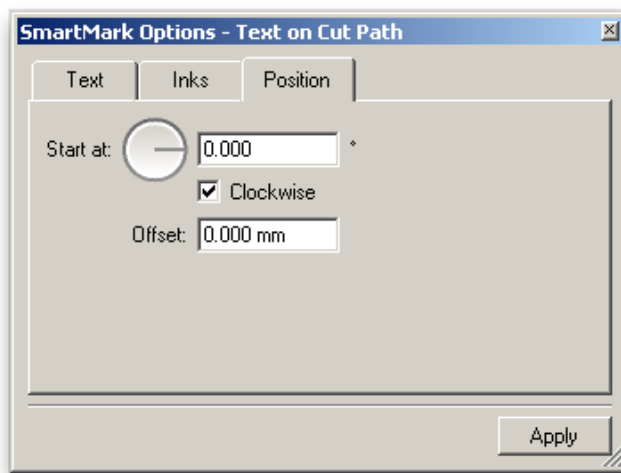 SmartMark Options - Text on Cut Path
Text Inks Position
Start at: 0.000 °
Clockwise
Offset: 0.000 mm
Apply